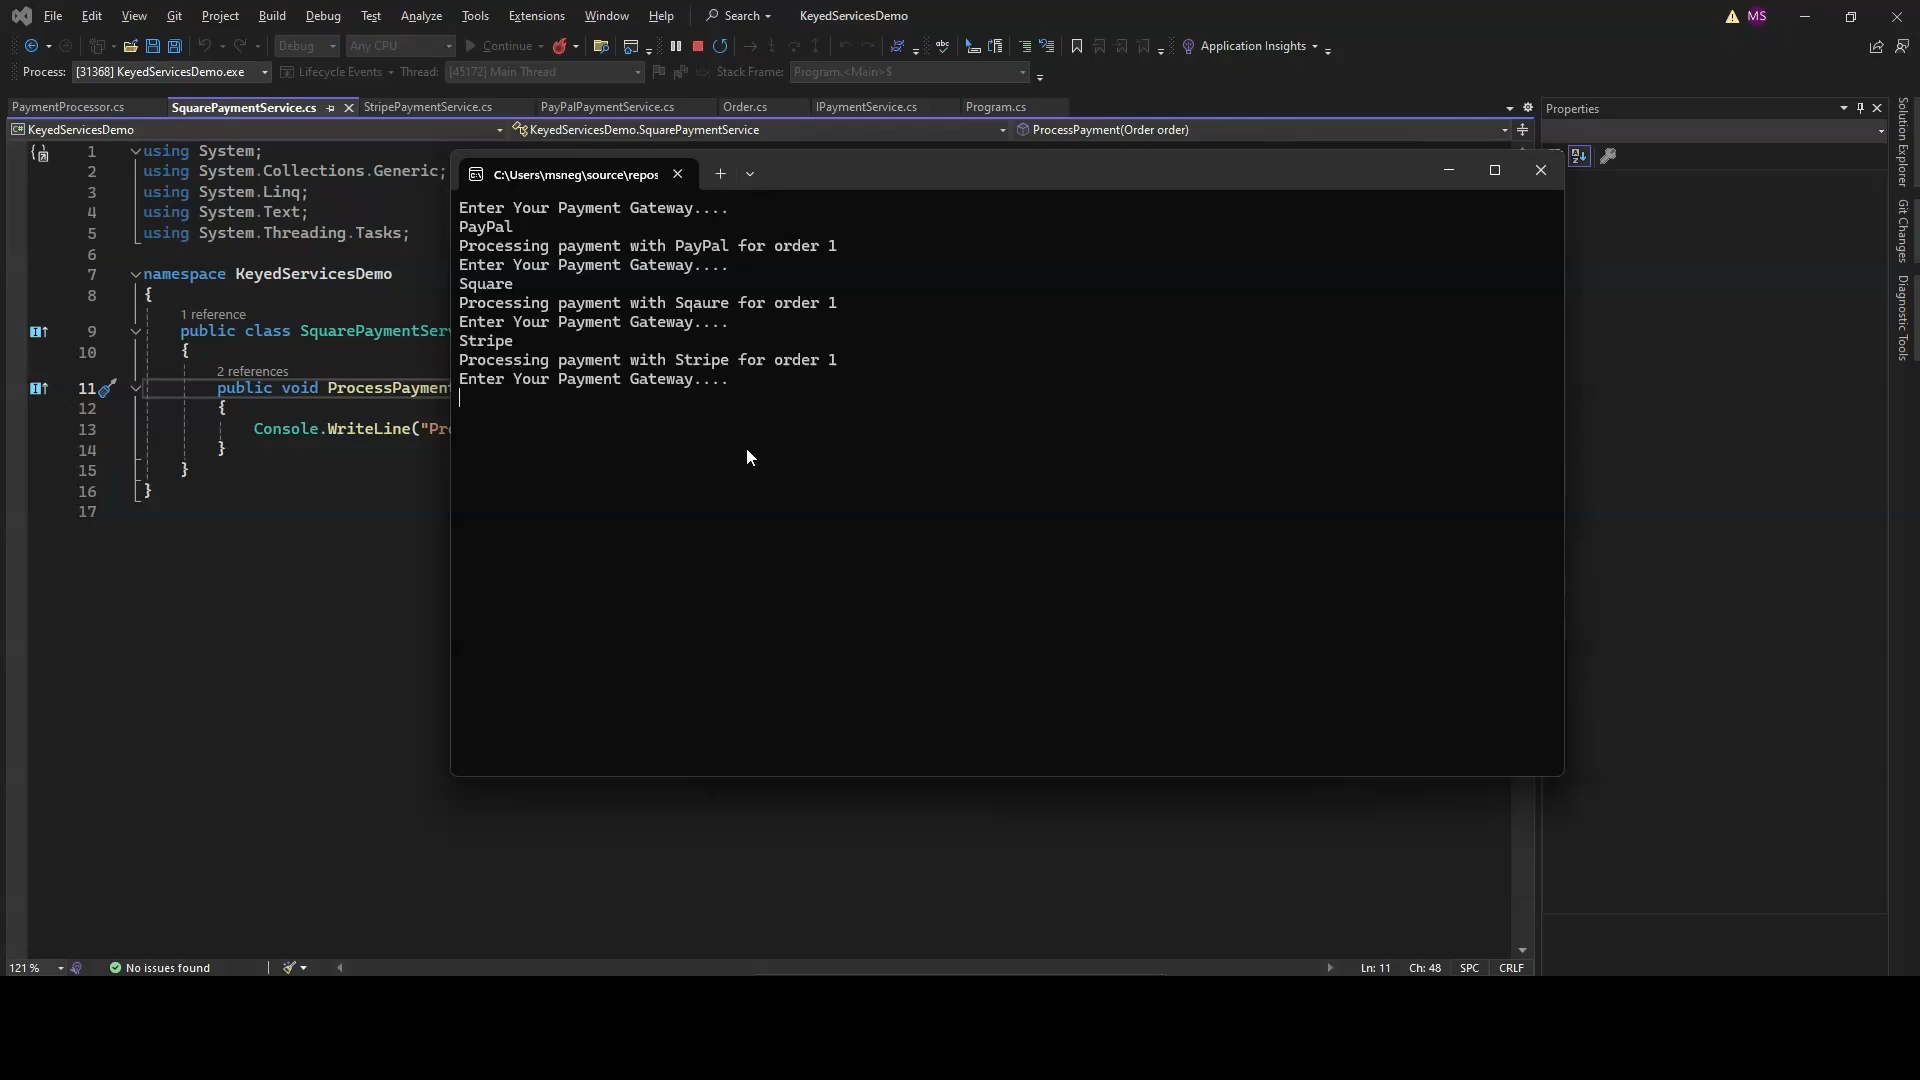 File Edit View Git Project Build Debug Test Analyze Tools Extensions Window Help Search KeyedServicesDemo MS
Debug Any CPU Continue Application Insights
Process: [31368] KeyedServicesDemo.exe Lifecycle Events Thread: [45172] Main Thread Stack Frame: Program.<Main>$
PaymentProcessor.cs SquarePaymentService.cs StripePaymentService.cs PayPalPaymentService.cs Order.cs IPaymentService.cs Program.cs
KeyedServicesDemo KeyedServicesDemo.SquarePaymentService ProcessPayment(Order order)
1 using System;
2 using System.Collections.Generic;
3 using System.Linq;
4 using System.Text;
5 using System.Threading.Tasks;
6
7 namespace KeyedServicesDemo
8 {
1 reference
9 public class SquarePaymentServ
10 {
2 references
11 public void ProcessPayment
12 {
13 Console.WriteLine("Pro
14 }
15 }
16 }
17
C:\Users\msneg\source\repos
Enter Your Payment Gateway....
PayPal
Processing payment with PayPal for order 1
Enter Your Payment Gateway....
Square
Processing payment with Sqaure for order 1
Enter Your Payment Gateway....
Stripe
Processing payment with Stripe for order 1
Enter Your Payment Gateway....
Properties
Solution Explorer
Git Changes
Diagnostic Tools
121 % No issues found Ln: 11 Ch: 48 SPC CRLF